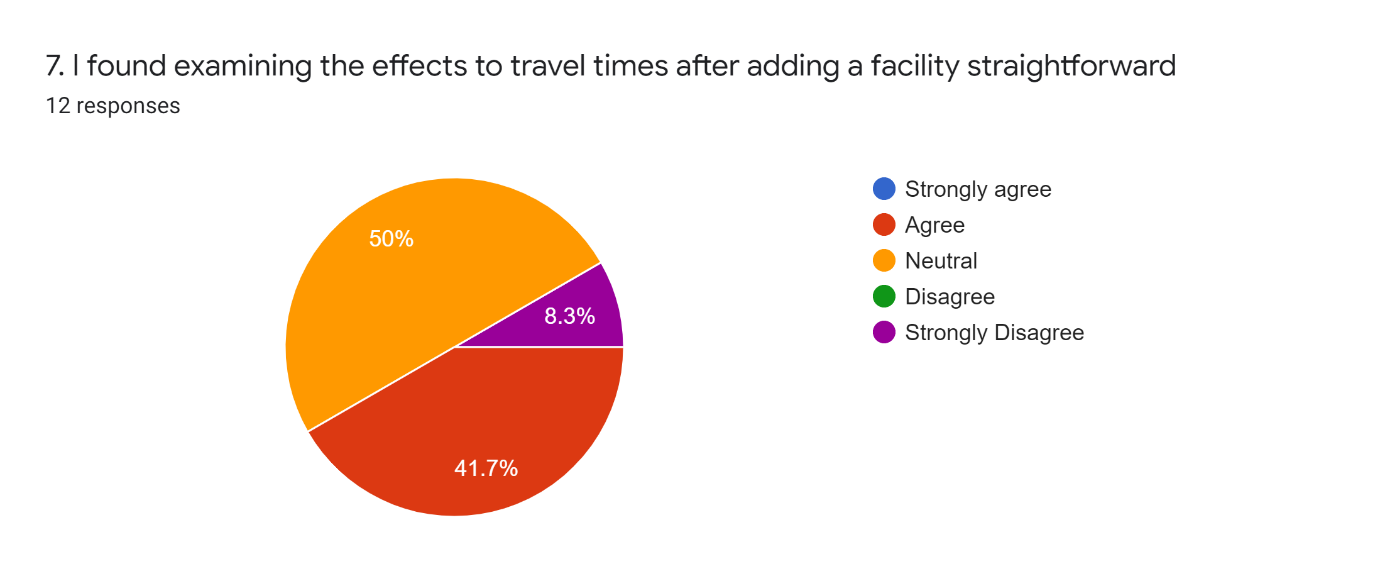 7. I found examining the effects to travel times after adding a facility straightforward
12 responses
50%
8.3%
41.7%
Strongly agree
Agree
Neutral
Disagree
Strongly Disagree